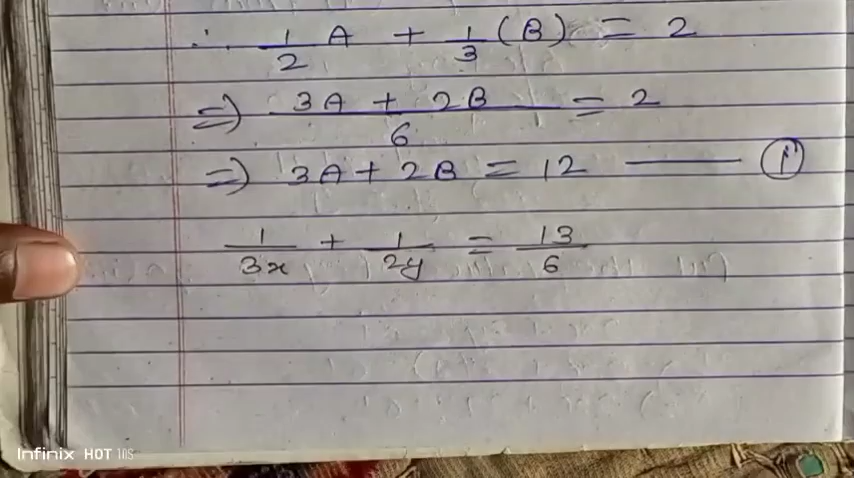 ∴ 1/2 A + 1/3 (B) = 2
⇒ 3A + 2B / 6 = 2
⇒ 3A + 2B = 12 —— (i)
1/3x + 1/2y = 13/6
Infinix HOT 10S